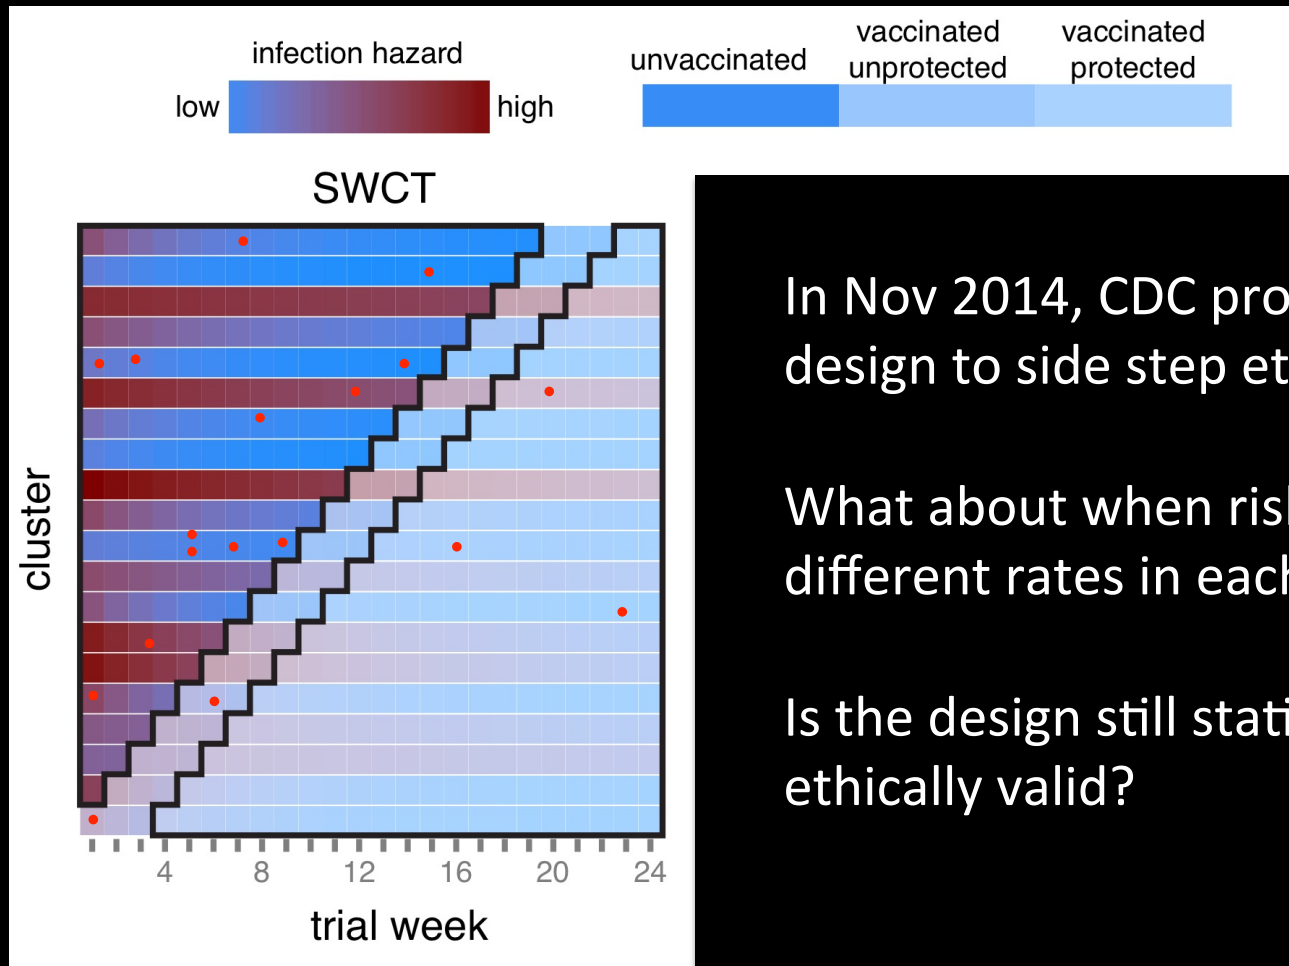 infection hazard
low
high
unvaccinated
vaccinated
unprotected
vaccinated
protected
SWCT
cluster
4 8 12 16 20 24
trial week
In Nov 2014, CDC pro
design to side step et
What about when ris
different rates in each
Is the design still stati
ethically valid?